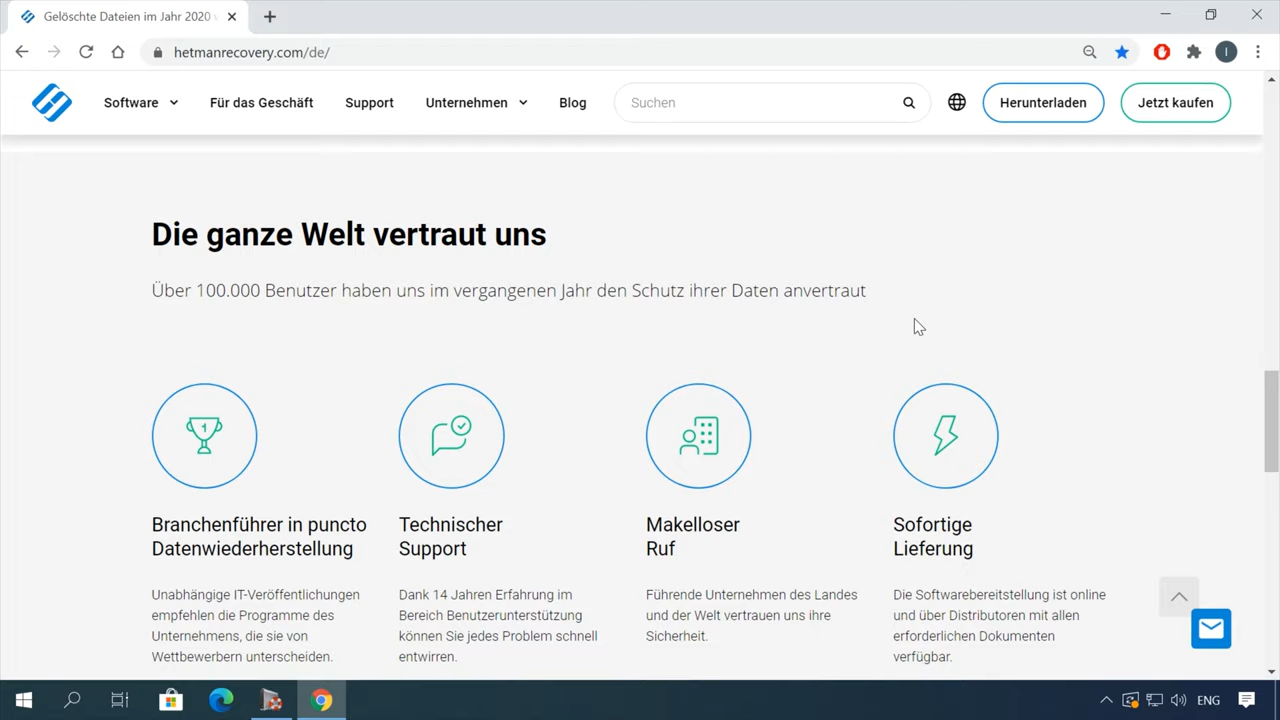 Gelöschte Dateien im Jahr 2020
hetmanrecovery.com/de/
Software Für das Geschäft Support Unternehmen Blog Suchen Herunterladen Jetzt kaufen
Die ganze Welt vertraut uns
Über 100.000 Benutzer haben uns im vergangenen Jahr den Schutz ihrer Daten anvertraut
1
Branchenführer in puncto
Datenwiederherstellung
Unabhängige IT-Veröffentlichungen
empfehlen die Programme des
Unternehmens, die sie von
Wettbewerbern unterscheiden.
Technischer
Support
Dank 14 Jahren Erfahrung im
Bereich Benutzerunterstützung
können Sie jedes Problem schnell
entwirren.
Makelloser
Ruf
Führende Unternehmen des Landes
und der Welt vertrauen uns ihre
Sicherheit.
Sofortige
Lieferung
Die Softwarebereitstellung ist online
und über Distributoren mit allen
erforderlichen Dokumenten
verfügbar.
I
ENG